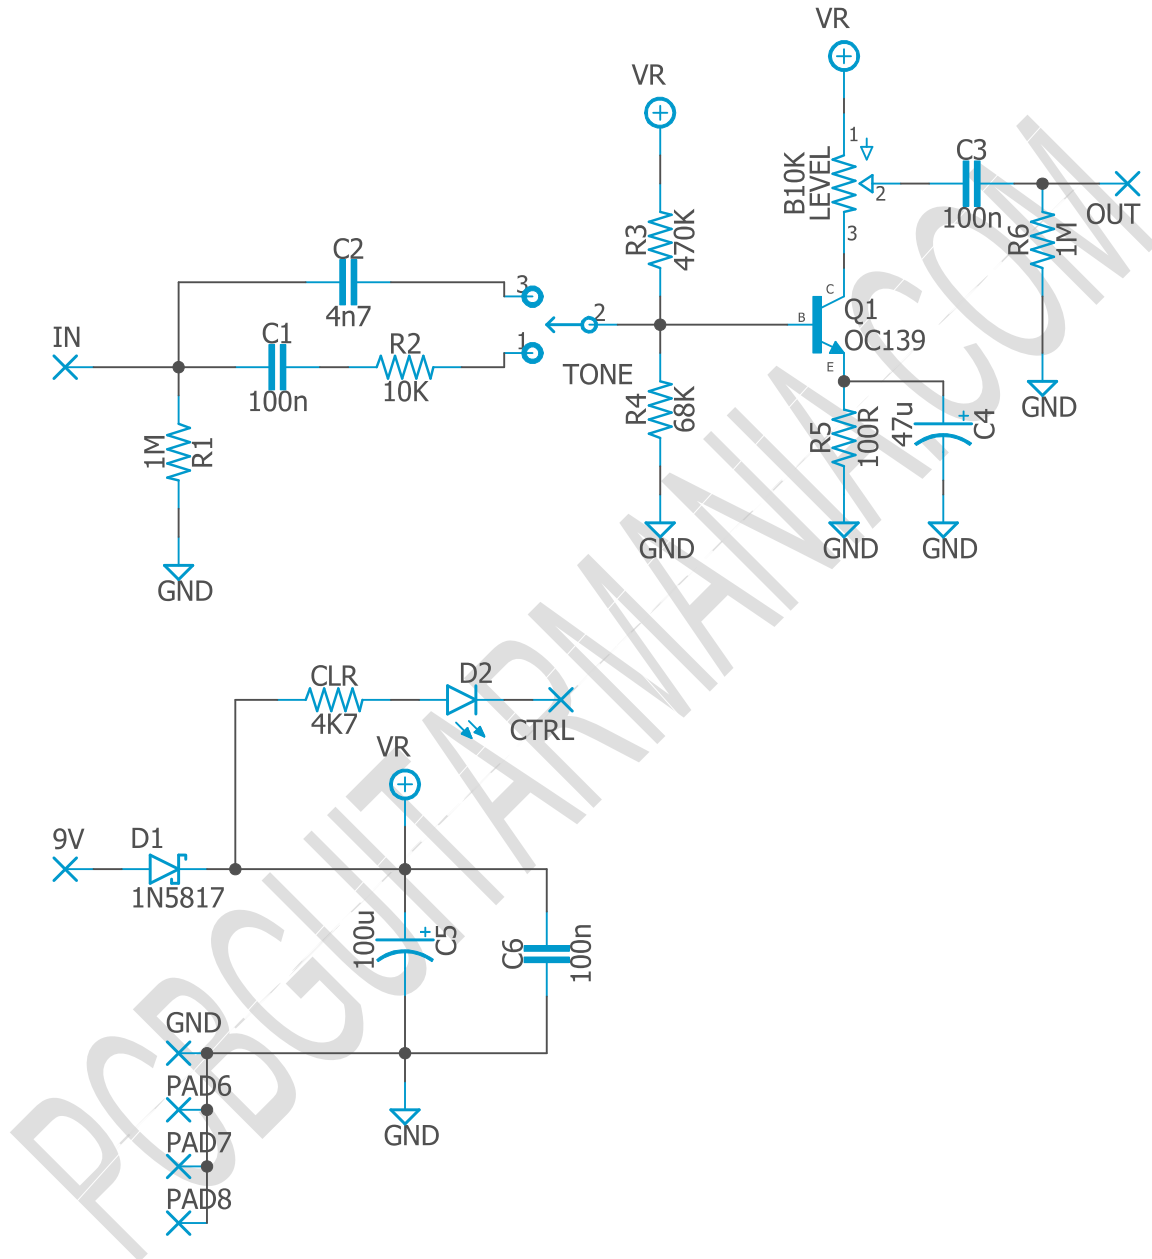 VR
VR
1
B10K
LEVEL
2
3
C3
100n
OUT
R6
1M
GND
R3
470K
C2
4n7
3
2
1
TONE
IN
C1
100n
R2
10K
C
B
E
Q1
OC139
1M
R1
GND
R4
68K
GND
R5
100R
GND
47u
+
C4
GND
CLR
4K7
D2
CTRL
VR
9V
D1
1N5817
100u
+
C5
C6
100n
GND
PAD6
PAD7
PAD8
GND
PCBGUITARMANIA.COM